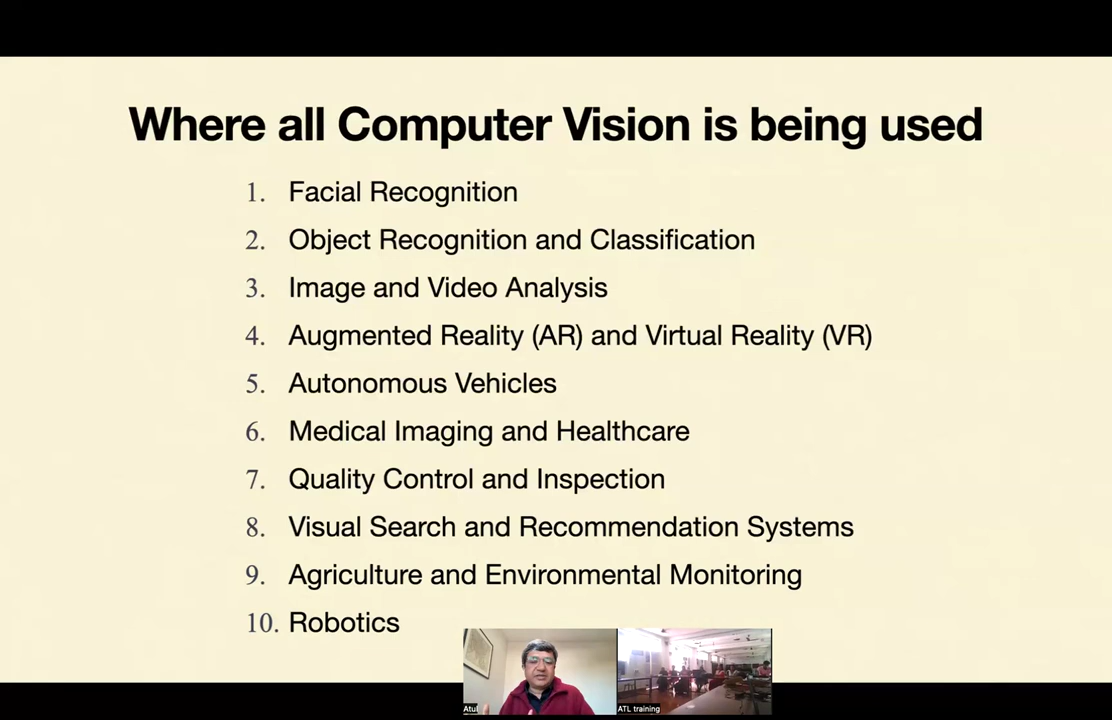 Where all Computer Vision is being used
1. Facial Recognition
2. Object Recognition and Classification
3. Image and Video Analysis
4. Augmented Reality (AR) and Virtual Reality (VR)
5. Autonomous Vehicles
6. Medical Imaging and Healthcare
7. Quality Control and Inspection
8. Visual Search and Recommendation Systems
9. Agriculture and Environmental Monitoring
10. Robotics
Atul
ATL training